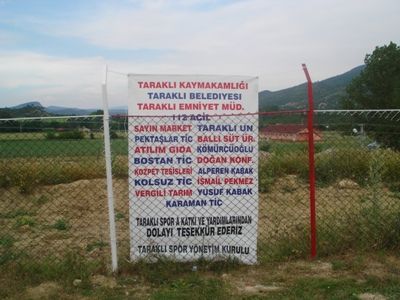 TARAKLI KAYMAKAMLIĞI
TARAKLI BELEDİYESİ
TARAKLI EMNİYET MÜD.
112 ACİL
SAYIN MARKET TARAKLI UN
PEKTAŞLAR TİC BALLI SÜT ÜR.
ATILIM GIDA KÖMÜRCÜOĞLU
BOSTAN TİC DOĞAN KONF.
KOZPET TESİSLERİ ALPEREN KABAK
KOLSUZ TİC İSMAİL PEKMEZ
VERGİLİ TARIM YUSUF KABAK
KARAMAN TİC
TARAKLI SPOR A KATKI VE YARDIMLARINDAN
DOLAYI TEŞEKKÜR EDERİZ
TARAKLI SPOR YÖNETİM KURULU